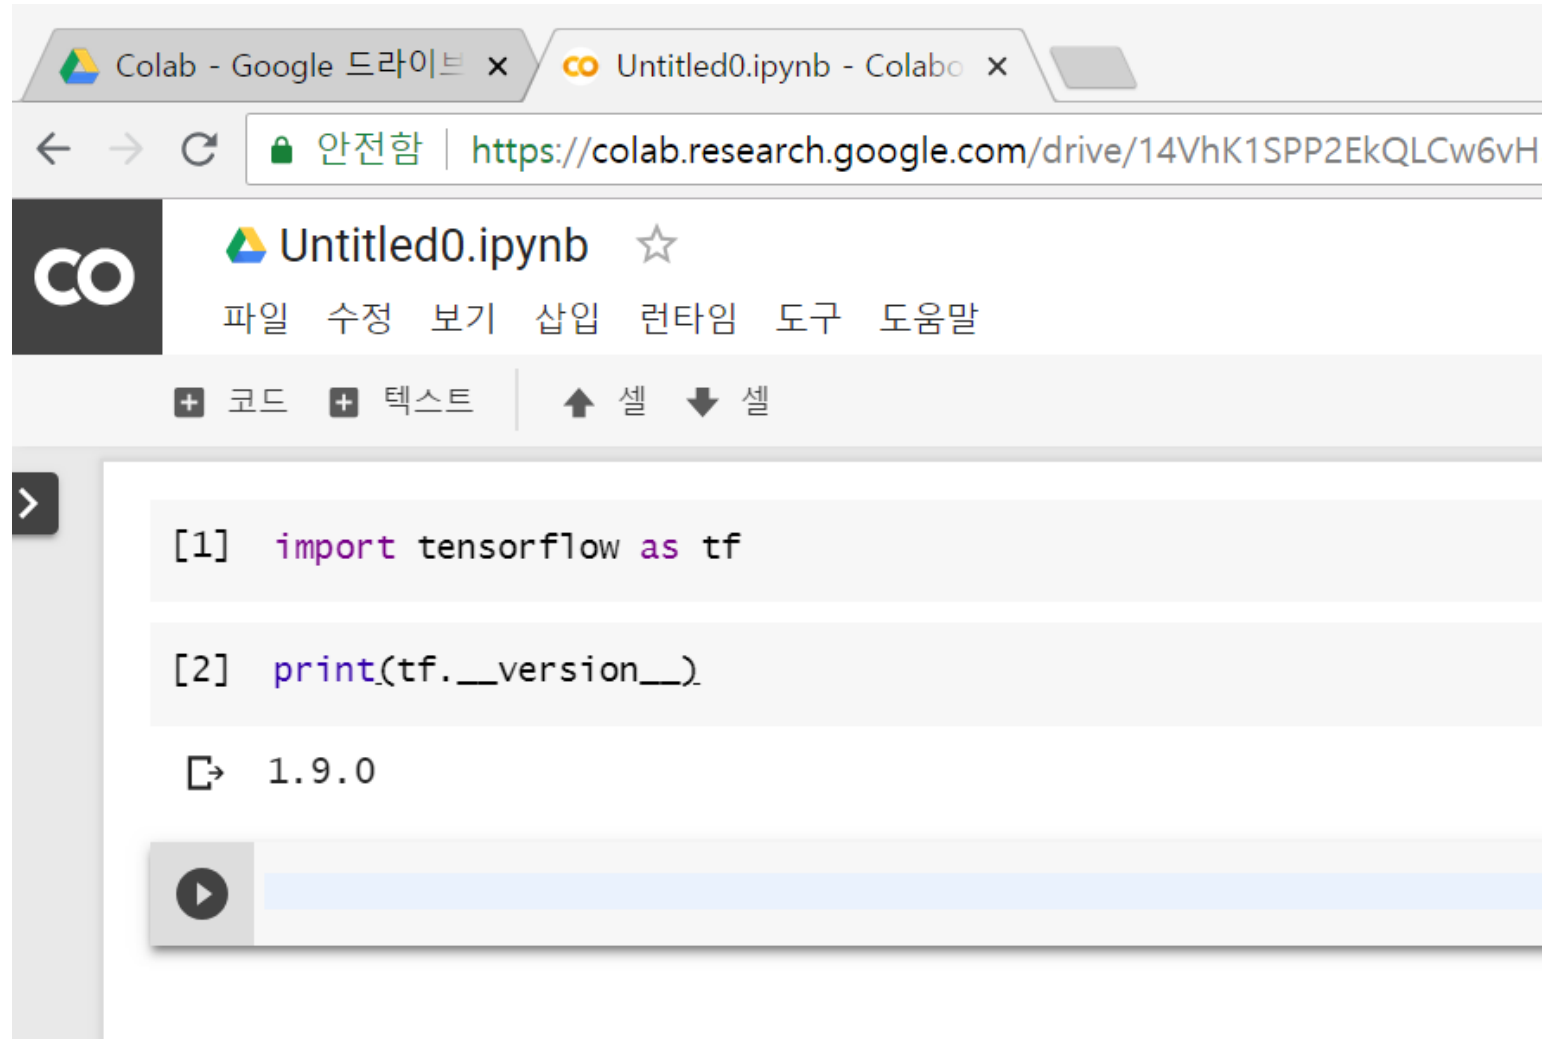 Colab - Google 드라이브 Untitled0.ipynb - Colabo
안전함 https://colab.research.google.com/drive/14VhK1SPP2EkQLCw6vH
CO Untitled0.ipynb
파일 수정 보기 삽입 런타임 도구 도움말
코드 텍스트 셀 셀
[1] import tensorflow as tf
[2] print(tf.__version__)
1.9.0